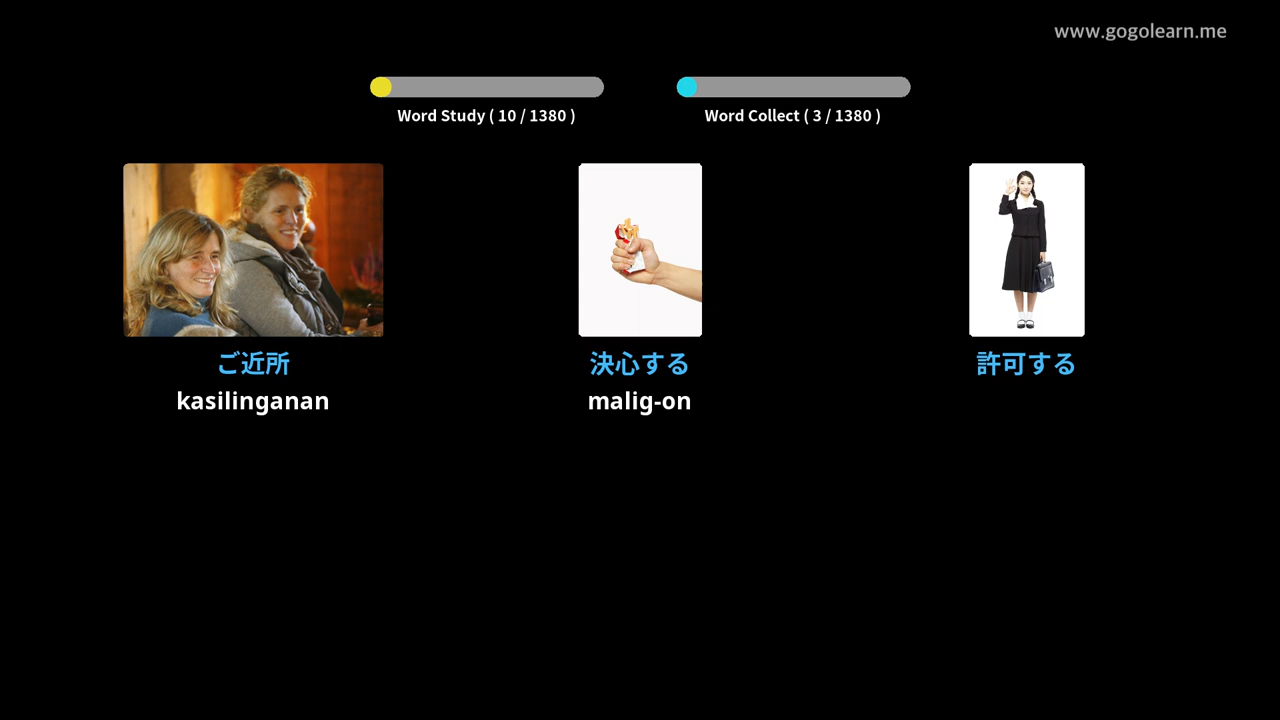 www.gogolearn.me
Word Study ( 10 / 1380 )
Word Collect ( 3 / 1380 )
ご近所
決心する
許可する
kasilinganan
malig-on